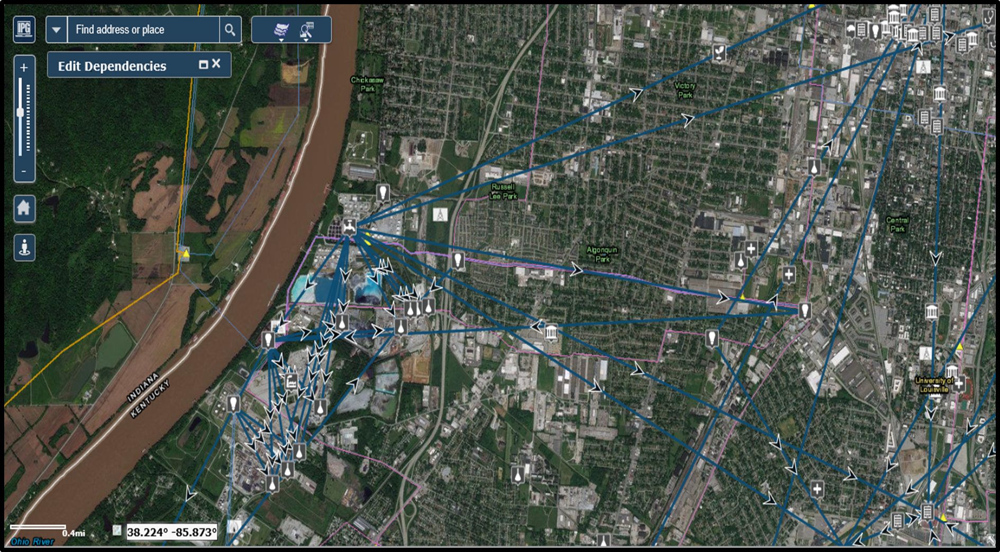 IPG
Find address or place
+
Edit Dependencies
-
Chickasaw
Park
Victory
Park
Russell
Lee Park
Central
Park
Algonquin
Park
University of
Louisville
INDIANA
KENTUCKY
0.4mi
38.224° -85.873°
Ohio River